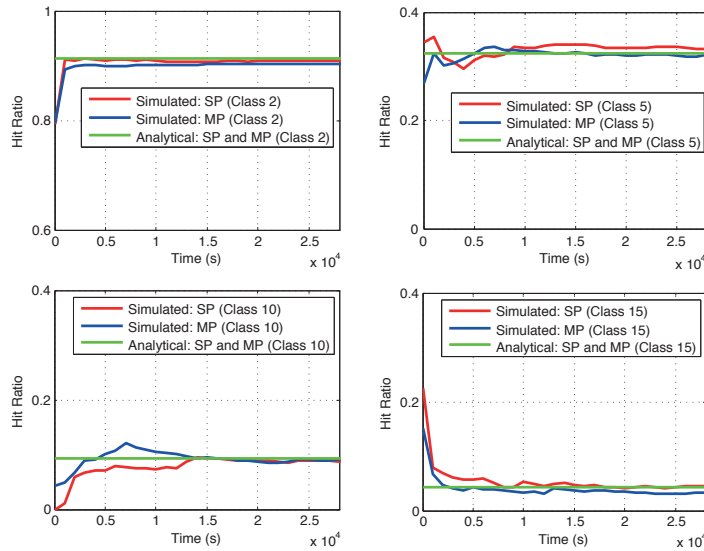 1
0.8
0.6
Hit Ratio
Simulated: SP (Class 2)
Simulated: MP (Class 2)
Analytical: SP and MP (Class 2)
0 0.5 1 1.5 2 2.5
Time (s)
x 10^4
0.4
0.2
0
Hit Ratio
Simulated: SP (Class 5)
Simulated: MP (Class 5)
Analytical: SP and MP (Class 5)
0 0.5 1 1.5 2 2.5
Time (s)
x 10^4
0.4
0.2
0
Hit Ratio
Simulated: SP (Class 10)
Simulated: MP (Class 10)
Analytical: SP and MP (Class 10)
0 0.5 1 1.5 2 2.5
Time (s)
x 10^4
0.4
0.2
0
Hit Ratio
Simulated: SP (Class 15)
Simulated: MP (Class 15)
Analytical: SP and MP (Class 15)
0 0.5 1 1.5 2 2.5
Time (s)
x 10^4